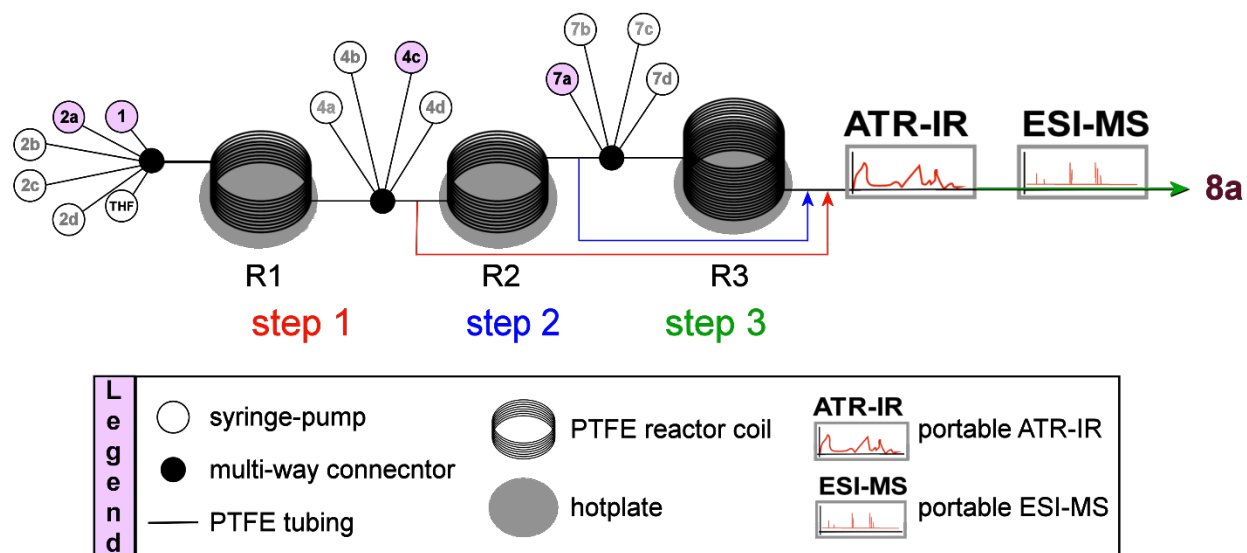 7b
7c
4b
4c
7a
7d
ATR-IR
ESI-MS
2a
1
4a
4d
2b
8a
2c
2d
THF
R1
R2
R3
step 1
step 2
step 3
Legend
syringe-pump
multi-way connecntor
PTFE tubing
PTFE reactor coil
hotplate
ATR-IR
portable ATR-IR
ESI-MS
portable ESI-MS